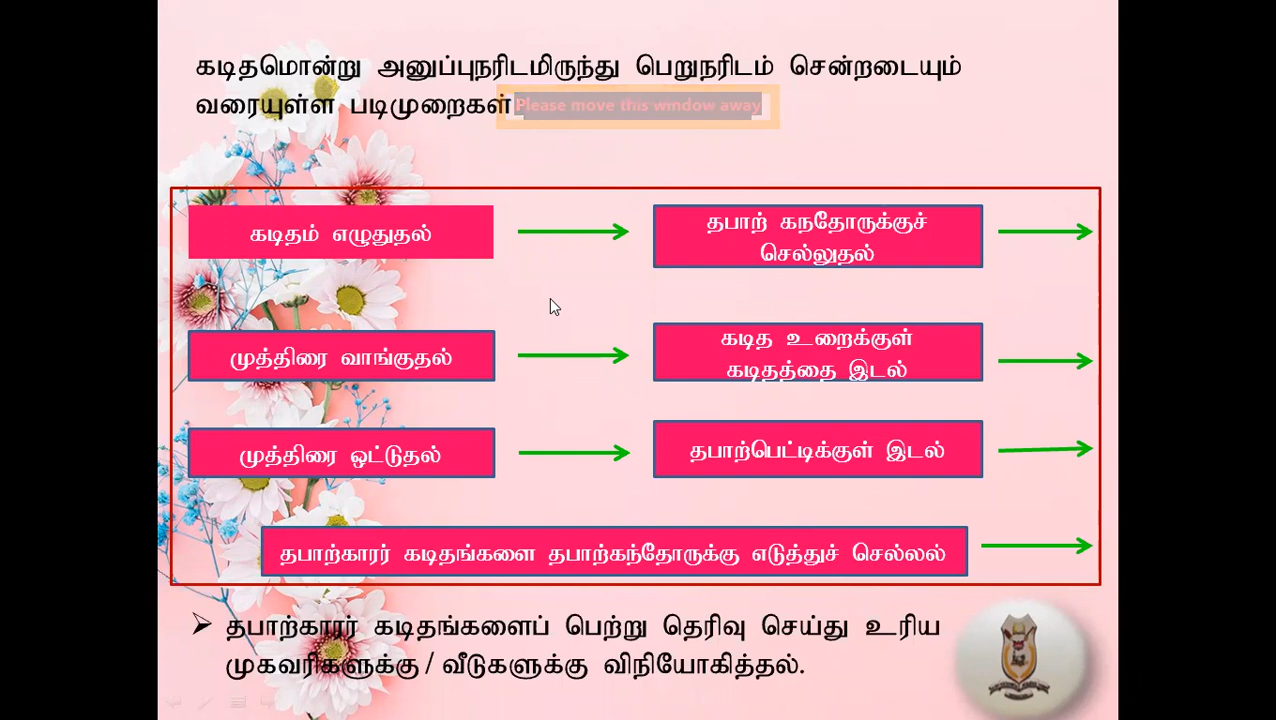 கடிதமொன்று அனுப்புநரிடமிருந்து பெறுநரிடம் சென்றடையும்
வரையுள்ள படிமுறைகள்
Please move this window away
கடிதம் எழுதுதல்
தபாற் கநதோருக்குச்
செல்லுதல்
முத்திரை வாங்குதல்
கடித உறைக்குள்
கடிதத்தை இடல்
முத்திரை ஒட்டுதல்
தபாற்பெட்டிக்குள் இடல்
தபாற்காரர் கடிதங்களை தபாற்கந்தோருக்கு எடுத்துச் செல்லல்
➢ தபாற்காரர் கடிதங்களைப் பெற்று தெரிவு செய்து உரிய
முகவரிகளுக்கு / வீடுகளுக்கு விநியோகித்தல்.